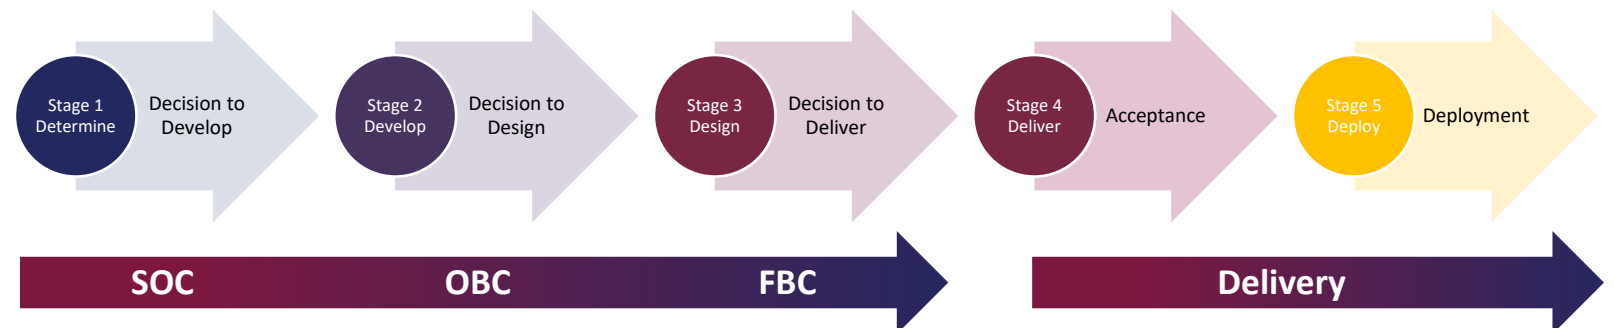 Stage 1
Determine
Decision to
Develop
Stage 2
Develop
Decision to
Design
Stage 3
Design
Decision to
Deliver
Stage 4
Deliver
Acceptance
Stage 5
Deploy
Deployment
SOC
OBC
FBC
Delivery